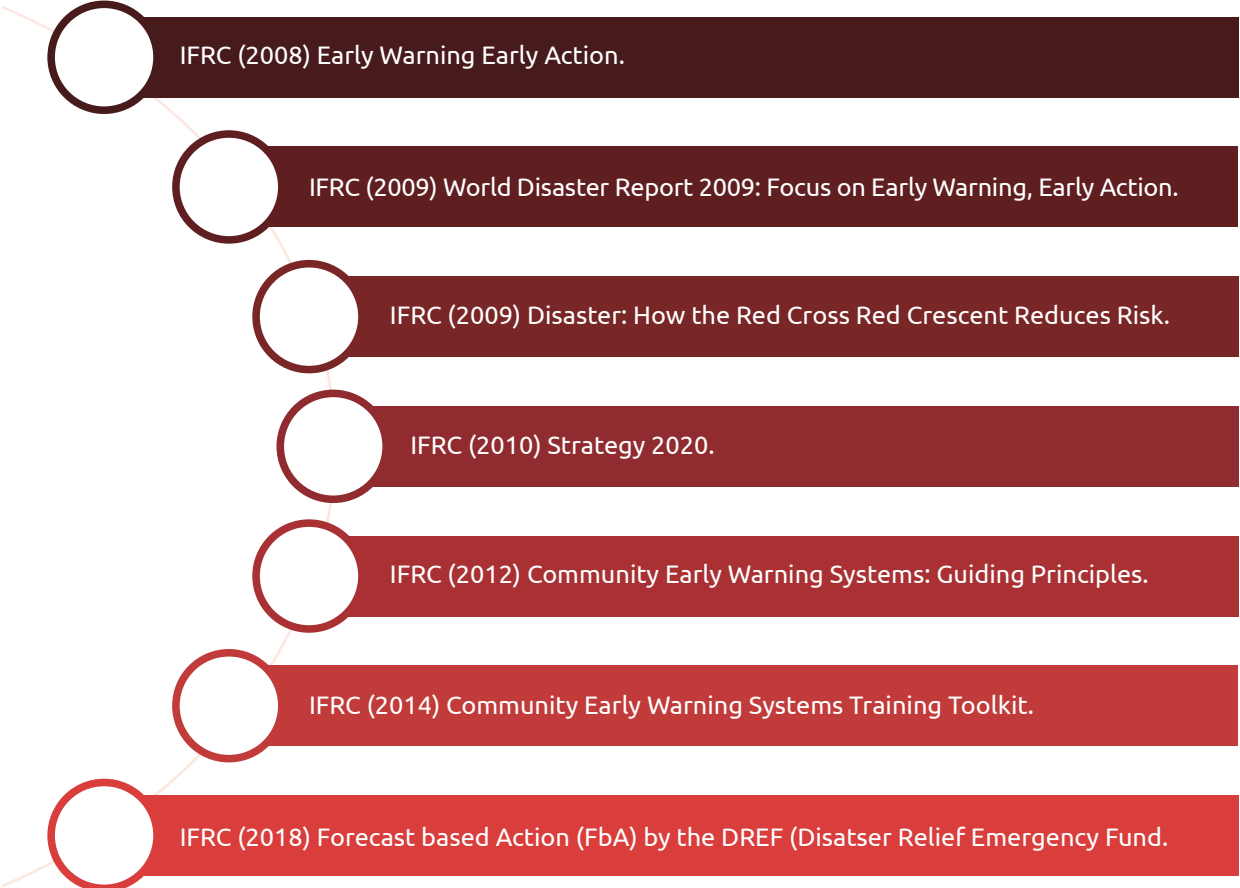 IFRC (2008) Early Warning Early Action.
IFRC (2009) World Disaster Report 2009: Focus on Early Warning, Early Action.
IFRC (2009) Disaster: How the Red Cross Red Crescent Reduces Risk.
IFRC (2010) Strategy 2020.
IFRC (2012) Community Early Warning Systems: Guiding Principles.
IFRC (2014) Community Early Warning Systems Training Toolkit.
IFRC (2018) Forecast based Action (FbA) by the DREF (Disatser Relief Emergency Fund.